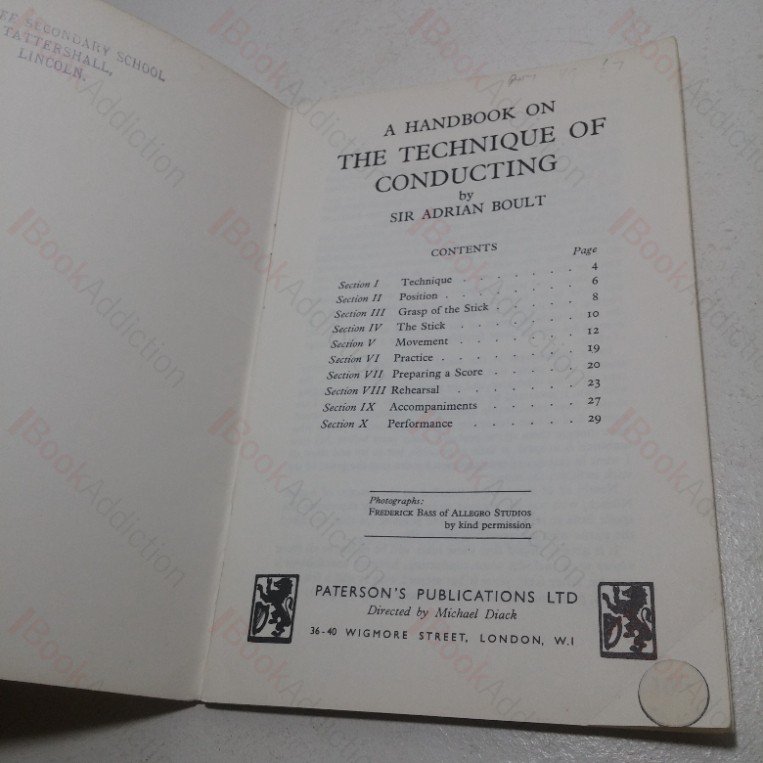 EE SECONDARY SCHOOL
TATTERSHALL,
LINCOLN.
A HANDBOOK ON
THE TECHNIQUE OF
CONDUCTING
by
SIR ADRIAN BOULT
CONTENTS
Page
Section I Technique . . . . . . . 4
Section II Position . . . . . . . 6
Section III Grasp of the Stick . . . . . 8
Section IV The Stick . . . . . . 10
Section V Movement . . . . . . 12
Section VI Practice . . . . . . . 19
Section VII Preparing a Score . . . . . 20
Section VIII Rehearsal . . . . . . 23
Section IX Accompaniments . . . . . 27
Section X Performance . . . . . 29
Photographs:
FREDERICK BASS of ALLEGRO STUDIOS
by kind permission
PATERSON'S PUBLICATIONS LTD
Directed by Michael Diack
36-40 WIGMORE STREET, LONDON, W.1
BookAddiction